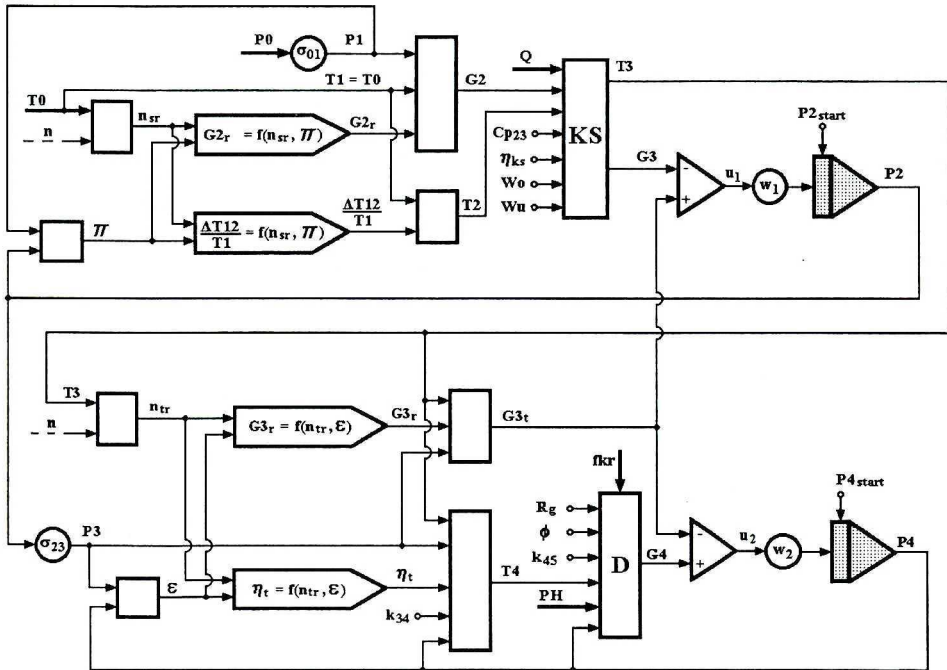 P0
σ01
P1
T1 = T0
T0
n
nsr
G2r = f(nsr, Π)
G2r
G2
Q
T3
Cp23
ηks
Wo
Wu
KS
G3
-
+
u1
w1
P2start
P2
Π
ΔT12
T1
= f(nsr, Π)
ΔT12
T1
T2
T3
n
ntr
G3r = f(ntr, ε)
G3r
G3t
fkr
P4start
σ23
P3
Rg
ϕ
k45
D
G4
-
+
u2
w2
P4
ε
ηt = f(ntr, ε)
ηt
k34
T4
PH